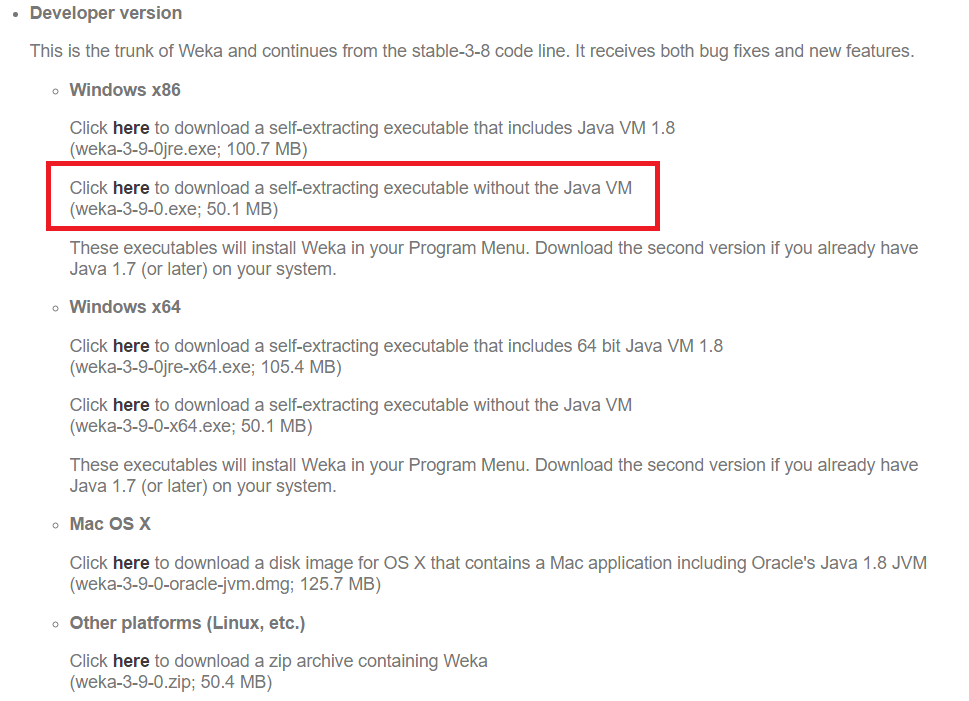 Developer version
This is the trunk of Weka and continues from the stable-3-8 code line. It receives both bug fixes and new features.
Windows x86
Click here to download a self-extracting executable that includes Java VM 1.8
(weka-3-9-0jre.exe; 100.7 MB)
Click here to download a self-extracting executable without the Java VM
(weka-3-9-0.exe; 50.1 MB)
These executables will install Weka in your Program Menu. Download the second version if you already have
Java 1.7 (or later) on your system.
Windows x64
Click here to download a self-extracting executable that includes 64 bit Java VM 1.8
(weka-3-9-0jre-x64.exe; 105.4 MB)
Click here to download a self-extracting executable without the Java VM
(weka-3-9-0-x64.exe; 50.1 MB)
These executables will install Weka in your Program Menu. Download the second version if you already have
Java 1.7 (or later) on your system.
Mac OS X
Click here to download a disk image for OS X that contains a Mac application including Oracle's Java 1.8 JVM
(weka-3-9-0-oracle-jvm.dmg; 125.7 MB)
Other platforms (Linux, etc.)
Click here to download a zip archive containing Weka
(weka-3-9-0.zip; 50.4 MB)